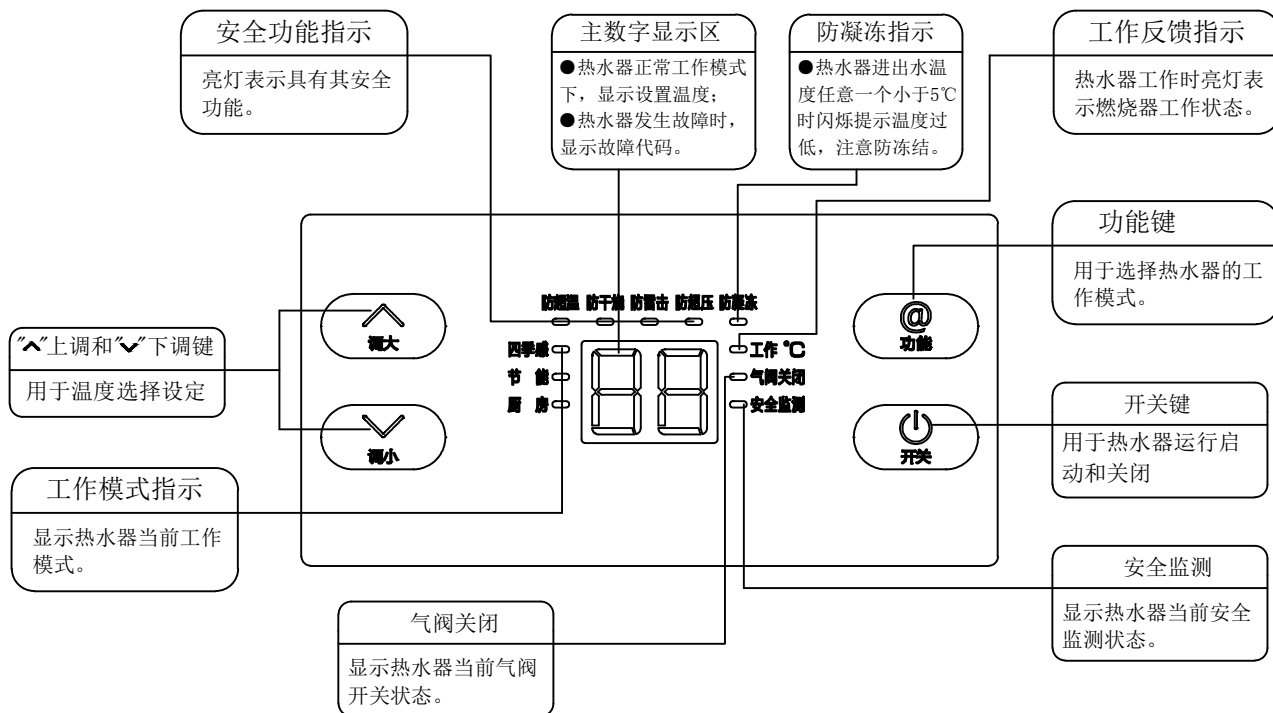 安全功能指示
亮灯表示具有其安全
功能。
主数字显示区
●热水器正常工作模式
下，显示设置温度；
●热水器发生故障时，
显示故障代码。
防凝冻指示
●热水器进出水温
度任意一个小于5℃
时闪烁提示温度过
低，注意防冻结。
工作反馈指示
热水器工作时亮灯表
示燃烧器工作状态。
功能键
用于选择热水器的工
作模式。
"^"上调和"⌄"下调键
用于温度选择设定
调大
调小
防超温 防干烧 防雷击 防超压 防凝冻
四季感
节 能
厨 房
工作 ℃
气阀关闭
安全监测
@
功能
开关
开关键
用于热水器运行启
动和关闭
工作模式指示
显示热水器当前工作
模式。
安全监测
显示热水器当前安全
监测状态。
气阀关闭
显示热水器当前气阀
开关状态。